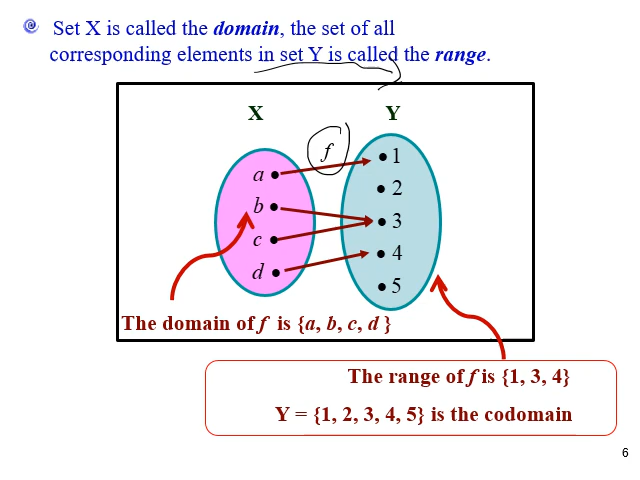 Set X is called the domain, the set of all
corresponding elements in set Y is called the range.
X
Y
f
a
b
c
d
1
2
3
4
5
The domain of f is {a, b, c, d }
The range of f is {1, 3, 4}
Y = {1, 2, 3, 4, 5} is the codomain
6